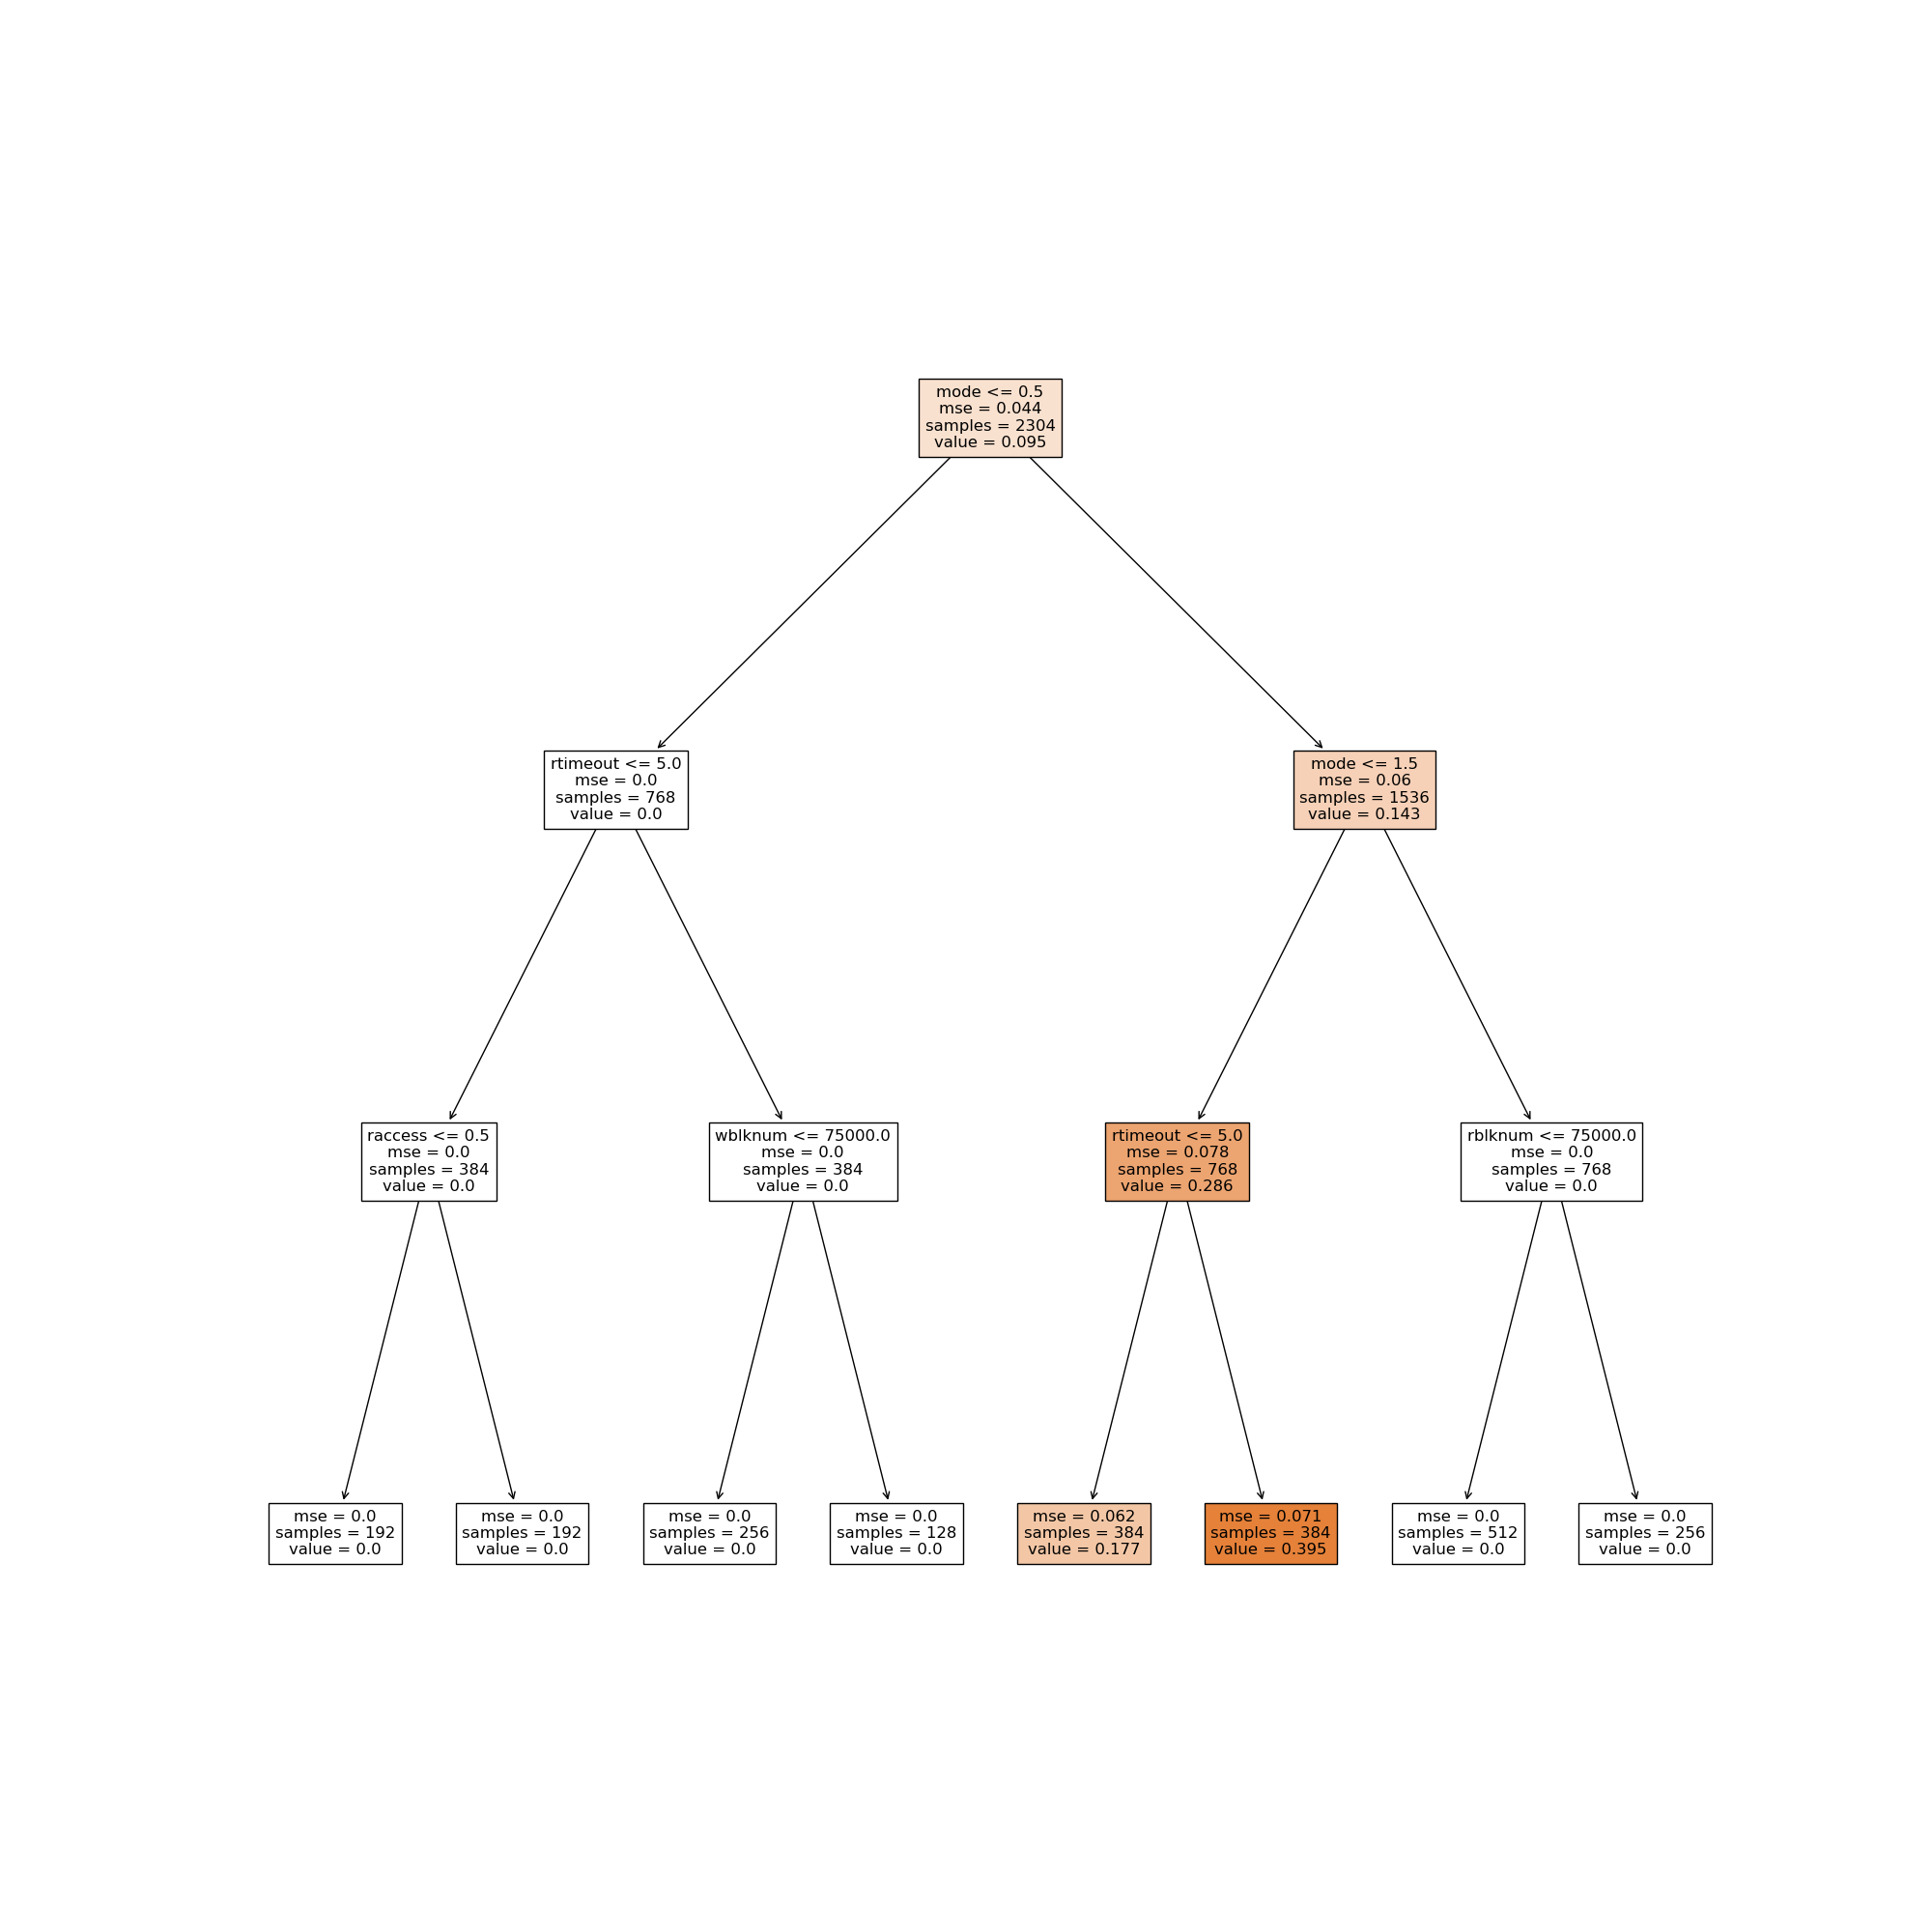 mode <= 0.5
mse = 0.044
samples = 2304
value = 0.095
rtimeout <= 5.0
mse = 0.0
samples = 768
value = 0.0
mode <= 1.5
mse = 0.06
samples = 1536
value = 0.143
raccess <= 0.5
mse = 0.0
samples = 384
value = 0.0
wblknum <= 75000.0
mse = 0.0
samples = 384
value = 0.0
rtimeout <= 5.0
mse = 0.078
samples = 768
value = 0.286
rblknum <= 75000.0
mse = 0.0
samples = 768
value = 0.0
mse = 0.0
samples = 192
value = 0.0
mse = 0.0
samples = 192
value = 0.0
mse = 0.0
samples = 256
value = 0.0
mse = 0.0
samples = 128
value = 0.0
mse = 0.062
samples = 384
value = 0.177
mse = 0.071
samples = 384
value = 0.395
mse = 0.0
samples = 512
value = 0.0
mse = 0.0
samples = 256
value = 0.0